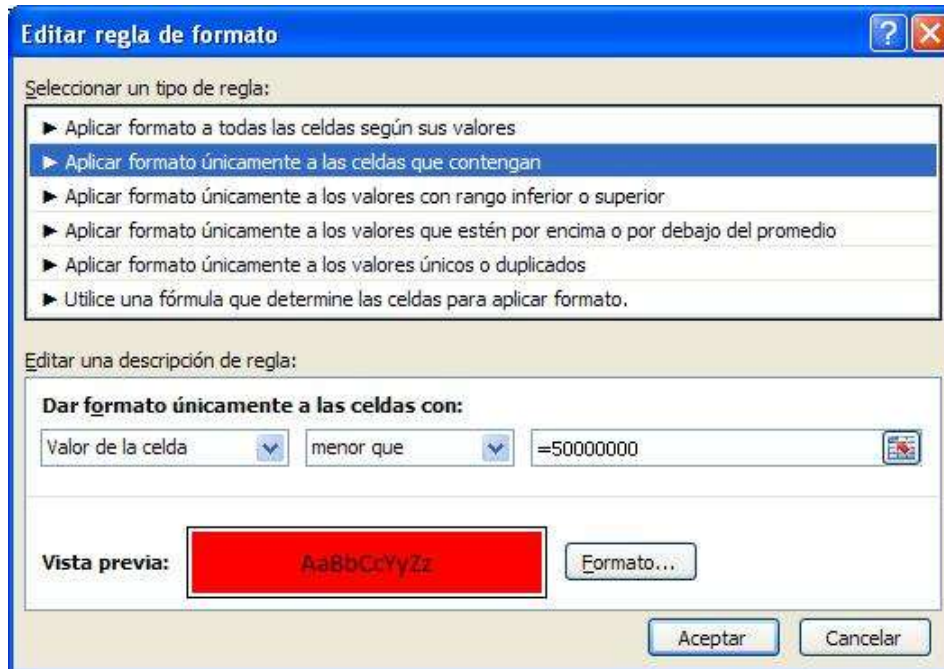 Editar regla de formato
Seleccionar un tipo de regla:
► Aplicar formato a todas las celdas según sus valores
► Aplicar formato únicamente a las celdas que contengan
► Aplicar formato únicamente a los valores con rango inferior o superior
► Aplicar formato únicamente a los valores que estén por encima o por debajo del promedio
► Aplicar formato únicamente a los valores únicos o duplicados
► Utilice una fórmula que determine las celdas para aplicar formato.
Editar una descripción de regla:
Dar formato únicamente a las celdas con:
Valor de la celda menor que =50000000
Vista previa: AaBbCcYyZz Formato...
Aceptar Cancelar